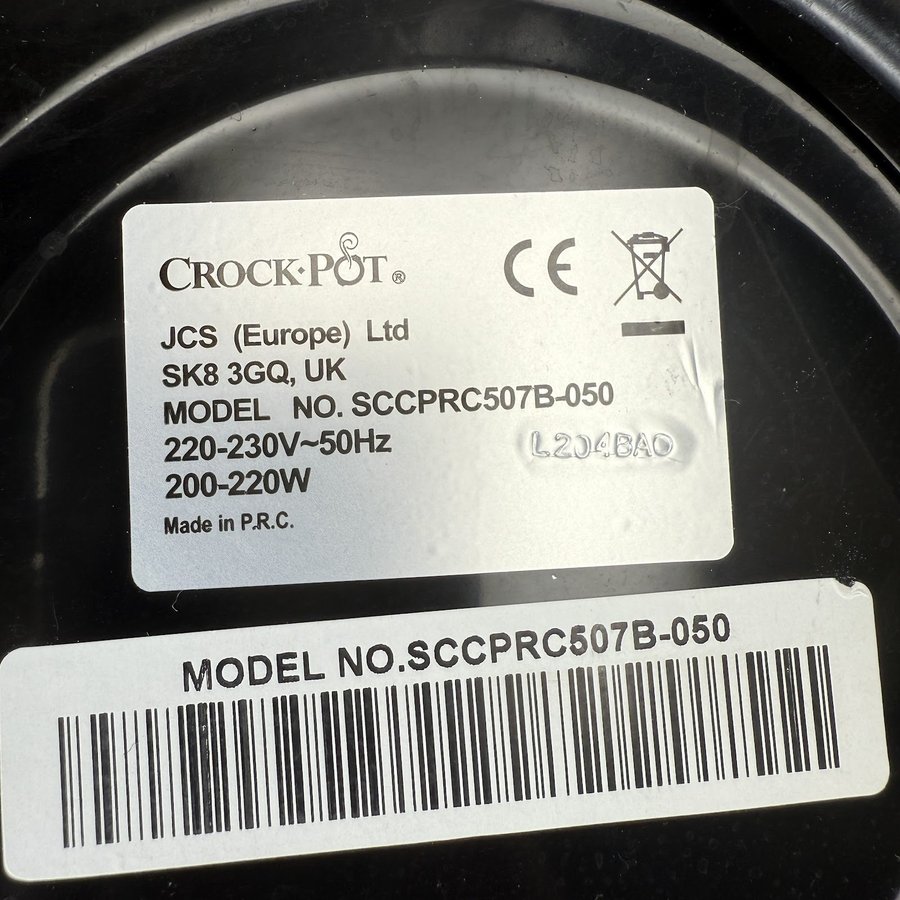 CROCK•POT®
JCS (Europe) Ltd
SK8 3GQ, UK
MODEL NO. SCCPRC507B-050
220-230V~50Hz
200-220W
Made in P.R.C.
CE
L204BAO
MODEL NO.SCCPRC507B-050